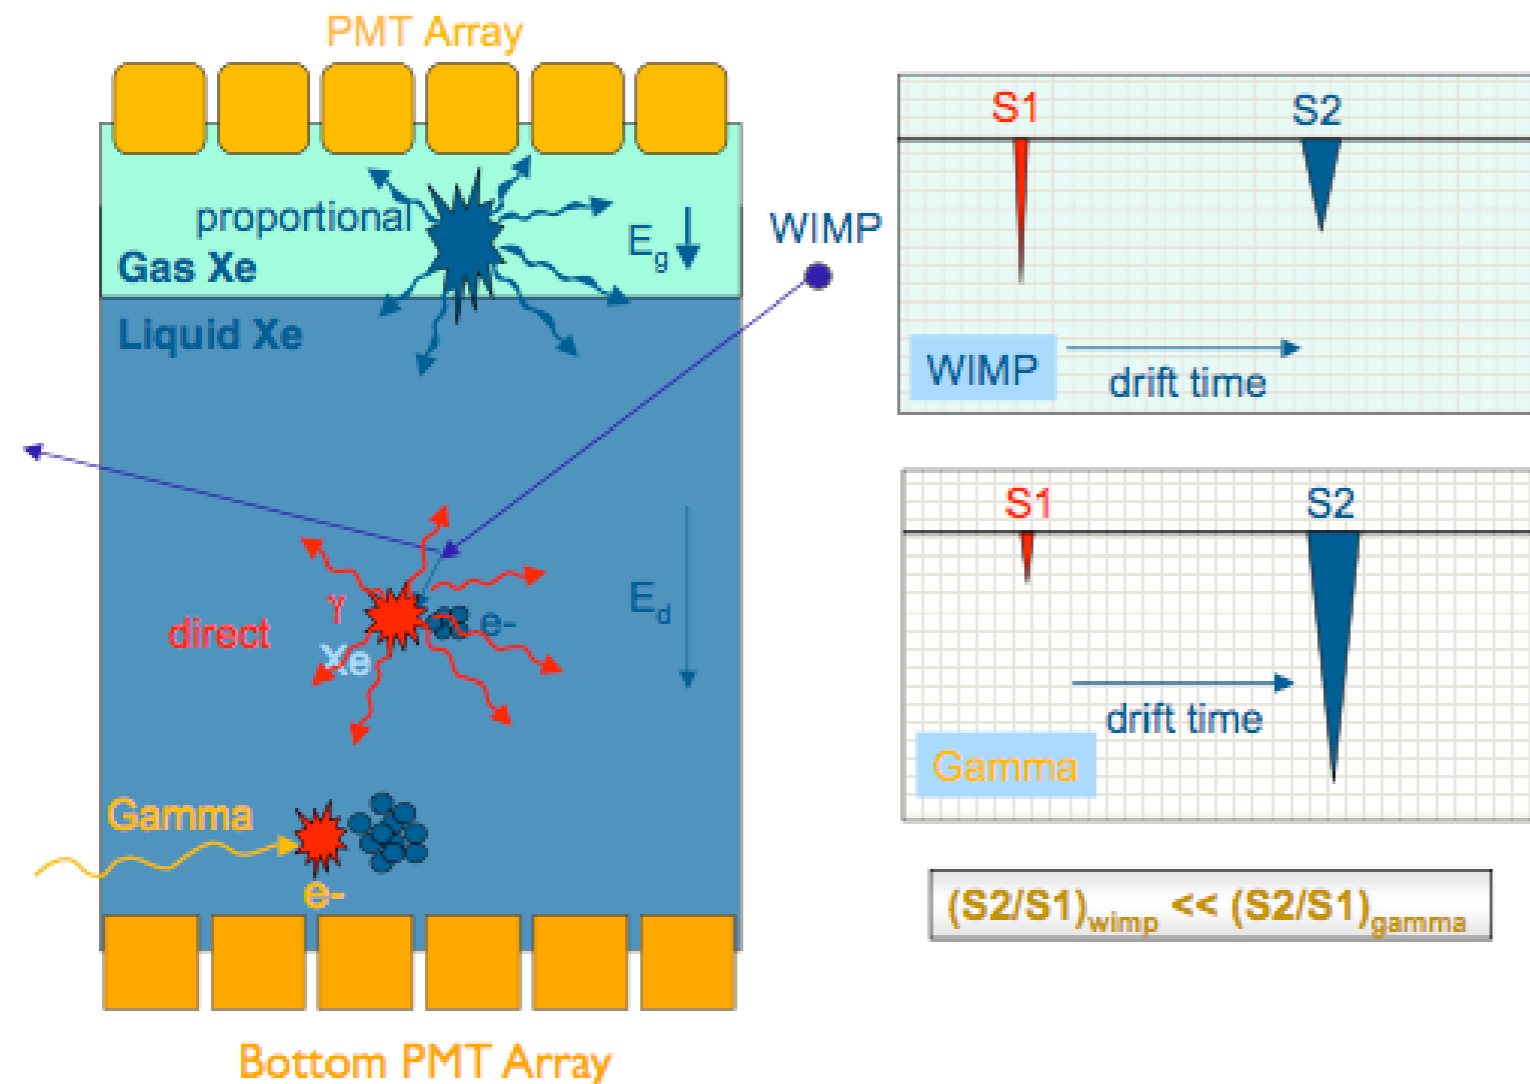 PMT Array
proportional
Gas Xe
Eg
Liquid Xe
WIMP
direct
γ
Xe
e-
Ed
Gamma
e-
Bottom PMT Array
S1 S2
WIMP
drift time
S1 S2
drift time
Gamma
(S2/S1)wimp << (S2/S1)gamma